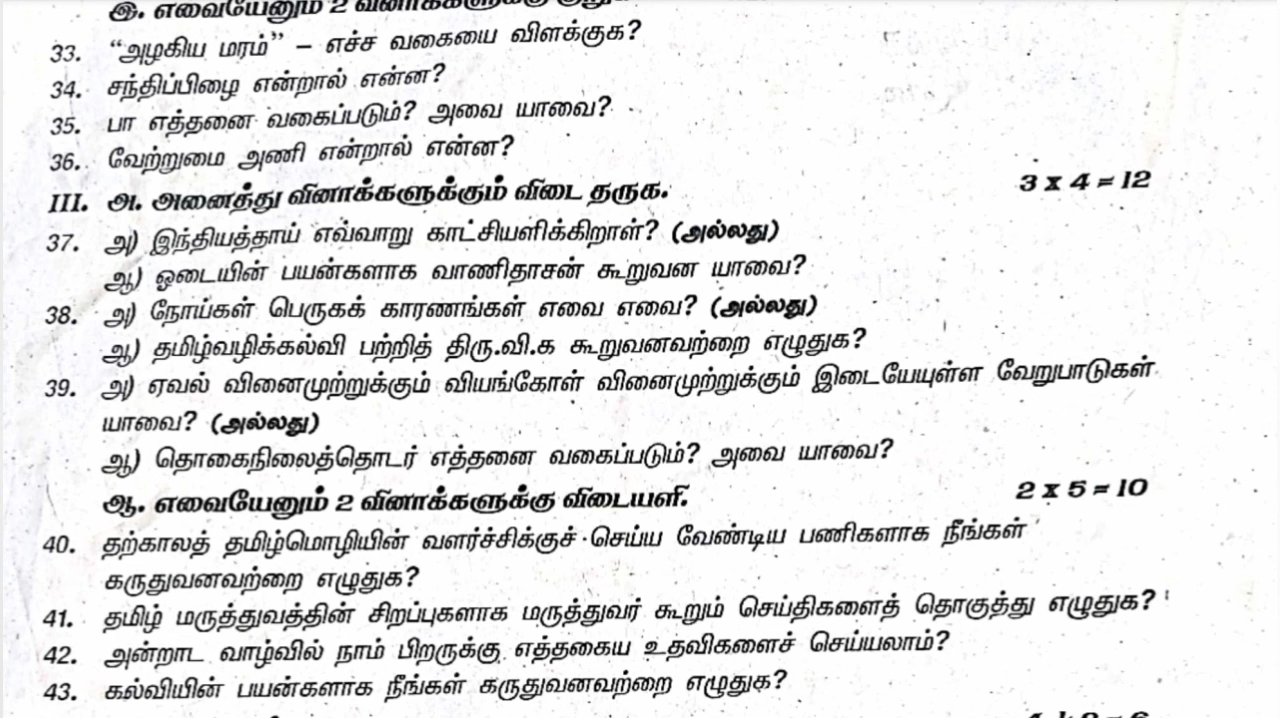 இ. எவையேனும் 2 வினாக்களுக்கு
33. “அழகிய மரம்” – எச்ச வகையை விளக்குக?
34. சந்திப்பிழை என்றால் என்ன?
35. பா எத்தனை வகைப்படும்? அவை யாவை?
36. வேற்றுமை அணி என்றால் என்ன?
III. அ. அனைத்து வினாக்களுக்கும் விடை தருக. 3 x 4 = 12
37. அ) இந்தியத்தாய் எவ்வாறு காட்சியளிக்கிறாள்? (அல்லது)
ஆ) ஓடையின் பயன்களாக வாணிதாசன் கூறுவன யாவை?
38. அ) நோய்கள் பெருகக் காரணங்கள் எவை எவை? (அல்லது)
ஆ) தமிழ்வழிக்கல்வி பற்றித் திரு.வி.க கூறுவனவற்றை எழுதுக?
39. அ) ஏவல் வினைமுற்றுக்கும் வியங்கோள் வினைமுற்றுக்கும் இடையேயுள்ள வேறுபாடுகள்
யாவை? (அல்லது)
ஆ) தொகைநிலைத்தொடர் எத்தனை வகைப்படும்? அவை யாவை?
ஆ. எவையேனும் 2 வினாக்களுக்கு விடையளி. 2 x 5 = 10
40. தற்காலத் தமிழ்மொழியின் வளர்ச்சிக்குச் செய்ய வேண்டிய பணிகளாக நீங்கள்
கருதுவனவற்றை எழுதுக?
41. தமிழ் மருத்துவத்தின் சிறப்புகளாக மருத்துவர் கூறும் செய்திகளைத் தொகுத்து எழுதுக?
42. அன்றாட வாழ்வில் நாம் பிறருக்கு எத்தகைய உதவிகளைச் செய்யலாம்?
43. கல்வியின் பயன்களாக நீங்கள் கருதுவனவற்றை எழுதுக?